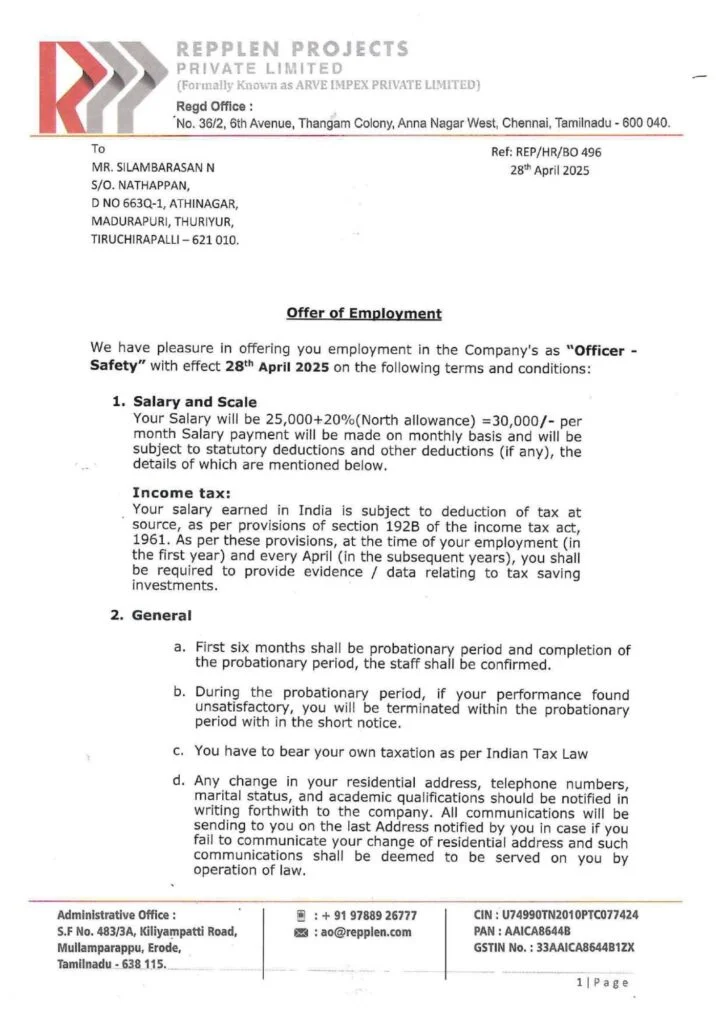 REPPLEN PROJECTS
PRIVATE LIMITED
(Formally Known as ARVE IMPEX PRIVATE LIMITED)
Regd Office :
No. 36/2, 6th Avenue, Thangam Colony, Anna Nagar West, Chennai, Tamilnadu - 600 040.
To
MR. SILAMBARASAN N
S/O. NATHAPPAN,
D NO 663Q-1, ATHINAGAR,
MADURAPURI, THURIYUR,
TIRUCHIRAPALLI – 621 010.
Ref: REP/HR/BO 496
28th April 2025
Offer of Employment
We have pleasure in offering you employment in the Company's as "Officer -
Safety" with effect 28th April 2025 on the following terms and conditions:
1. Salary and Scale
Your Salary will be 25,000+20%(North allowance) =30,000/- per
month Salary payment will be made on monthly basis and will be
subject to statutory deductions and other deductions (if any), the
details of which are mentioned below.
Income tax:
Your salary earned in India is subject to deduction of tax at
source, as per provisions of section 192B of the income tax act,
1961. As per these provisions, at the time of your employment (in
the first year) and every April (in the subsequent years), you shall
be required to provide evidence / data relating to tax saving
investments.
2. General
a. First six months shall be probationary period and completion of
the probationary period, the staff shall be confirmed.
b. During the probationary period, if your performance found
unsatisfactory, you will be terminated within the probationary
period with in the short notice.
c. You have to bear your own taxation as per Indian Tax Law
d. Any change in your residential address, telephone numbers,
marital status, and academic qualifications should be notified in
writing forthwith to the company. All communications will be
sending to you on the last Address notified by you in case if you
fail to communicate your change of residential address and such
communications shall be deemed to be served on you by
operation of law.
Administrative Office :
S.F No. 483/3A, Kiliyampatti Road,
Mullamparappu, Erode,
Tamilnadu - 638 115.
: + 91 97889 26777
: ao@repplen.com
CIN : U74990TN2010PTC077424
PAN : AAICA8644B
GSTIN No. : 33AAICA8644B1ZX
1 | Page